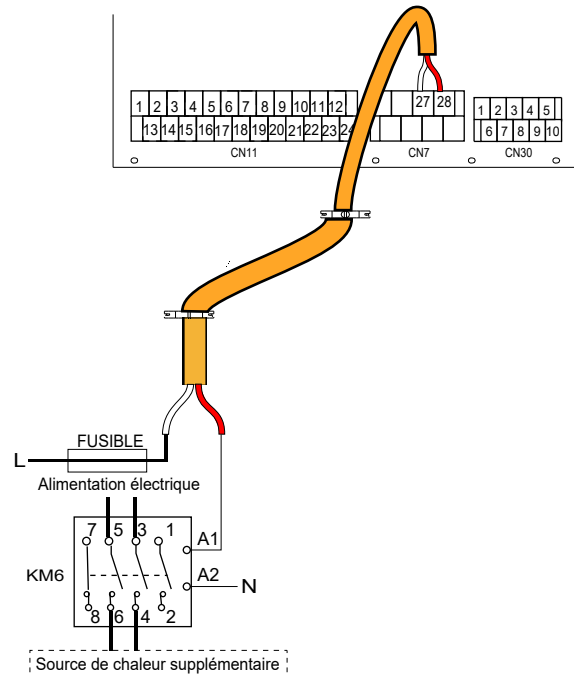 27 28
1 2 3 4 5 6 7 8 9 10 11 12
13 14 15 16 17 18 19 20 21 22 23 24
1 2 3 4 5
6 7 8 9 10
CN11
CN7
CN30
FUSIBLE
L
Alimentation électrique
7 5 3 1
A1
KM6
A2
N
8 6 4 2
Source de chaleur supplémentaire